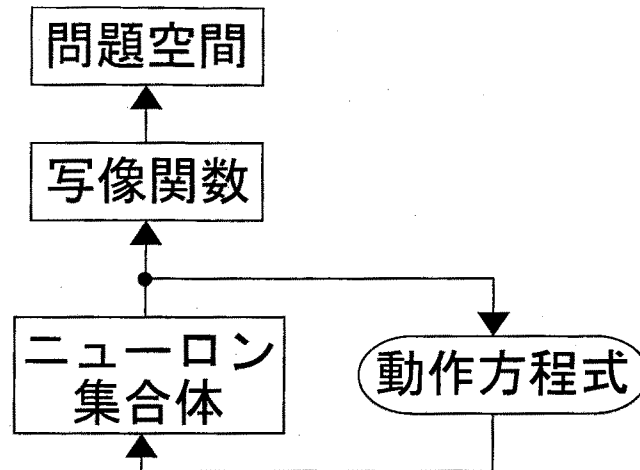 問題空間
写像関数
ニューロン
集合体
動作方程式